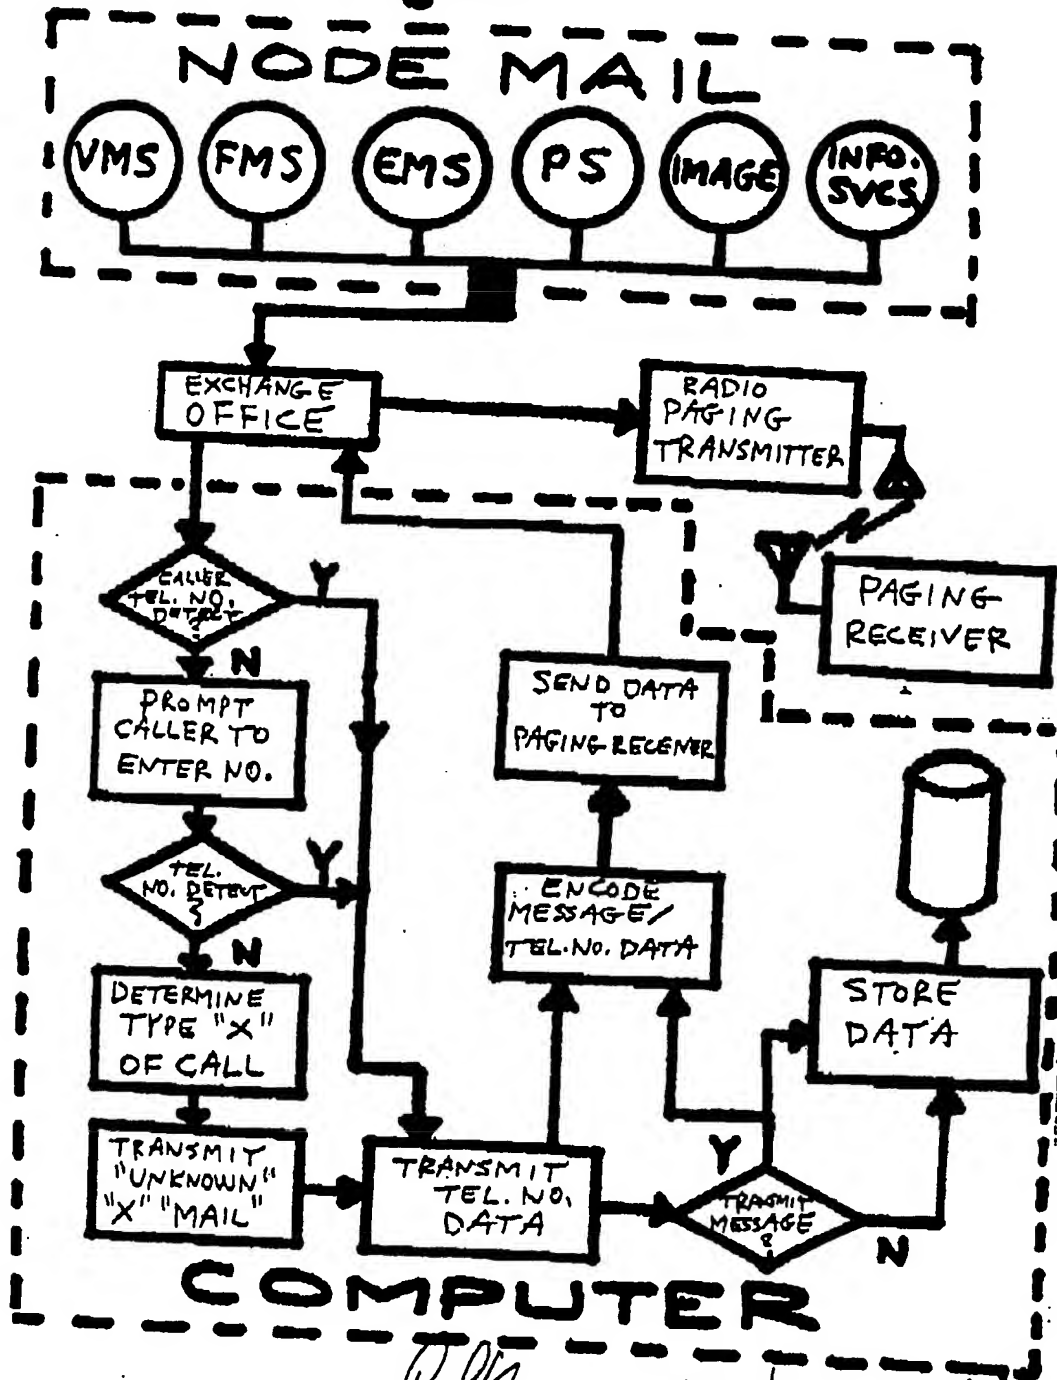 NODE MAIL
VMS
FMS
EMS
PS
IMAGE
INFO.
SVCS
EXCHANGE
OFFICE
RADIO
PAGING
TRANSMITTER
PAGING
RECEIVER
CALLER
TEL. NO.
DETECT
?
Y
N
PROMPT
CALLER TO
ENTER NO.
TEL.
NO. DETECT
?
Y
N
DETERMINE
TYPE "X"
OF CALL
TRANSMIT
"UNKNOWN"
"X" "MAIL"
TRANSMIT
TEL. NO.
DATA
SEND DATA
TO
PAGING RECEIVER
ENCODE
MESSAGE/
TEL. NO. DATA
STORE
DATA
Y
TRANSMIT
MESSAGE
?
N
COMPUTER